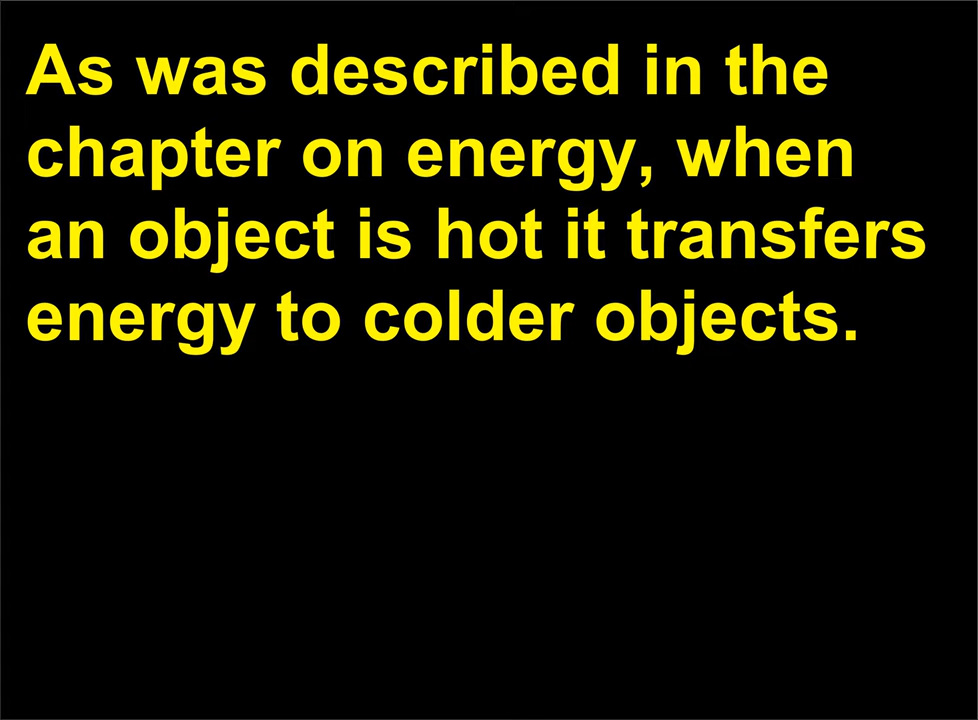 As was described in the
chapter on energy, when
an object is hot it transfers
energy to colder objects.